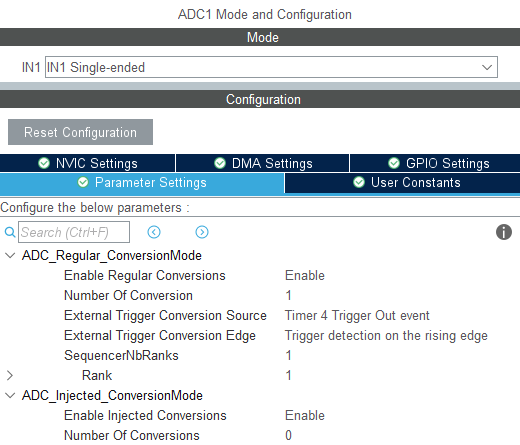 ADC1 Mode and Configuration
Mode
IN1 IN1 Single-ended
Configuration
Reset Configuration
NVIC Settings DMA Settings GPIO Settings
Parameter Settings User Constants
Configure the below parameters :
Search (Ctrl+F)
ADC_Regular_ConversionMode
Enable Regular Conversions Enable
Number Of Conversion 1
External Trigger Conversion Source Timer 4 Trigger Out event
External Trigger Conversion Edge Trigger detection on the rising edge
SequencerNbRanks 1
Rank 1
ADC_Injected_ConversionMode
Enable Injected Conversions Enable
Number Of Conversions 0